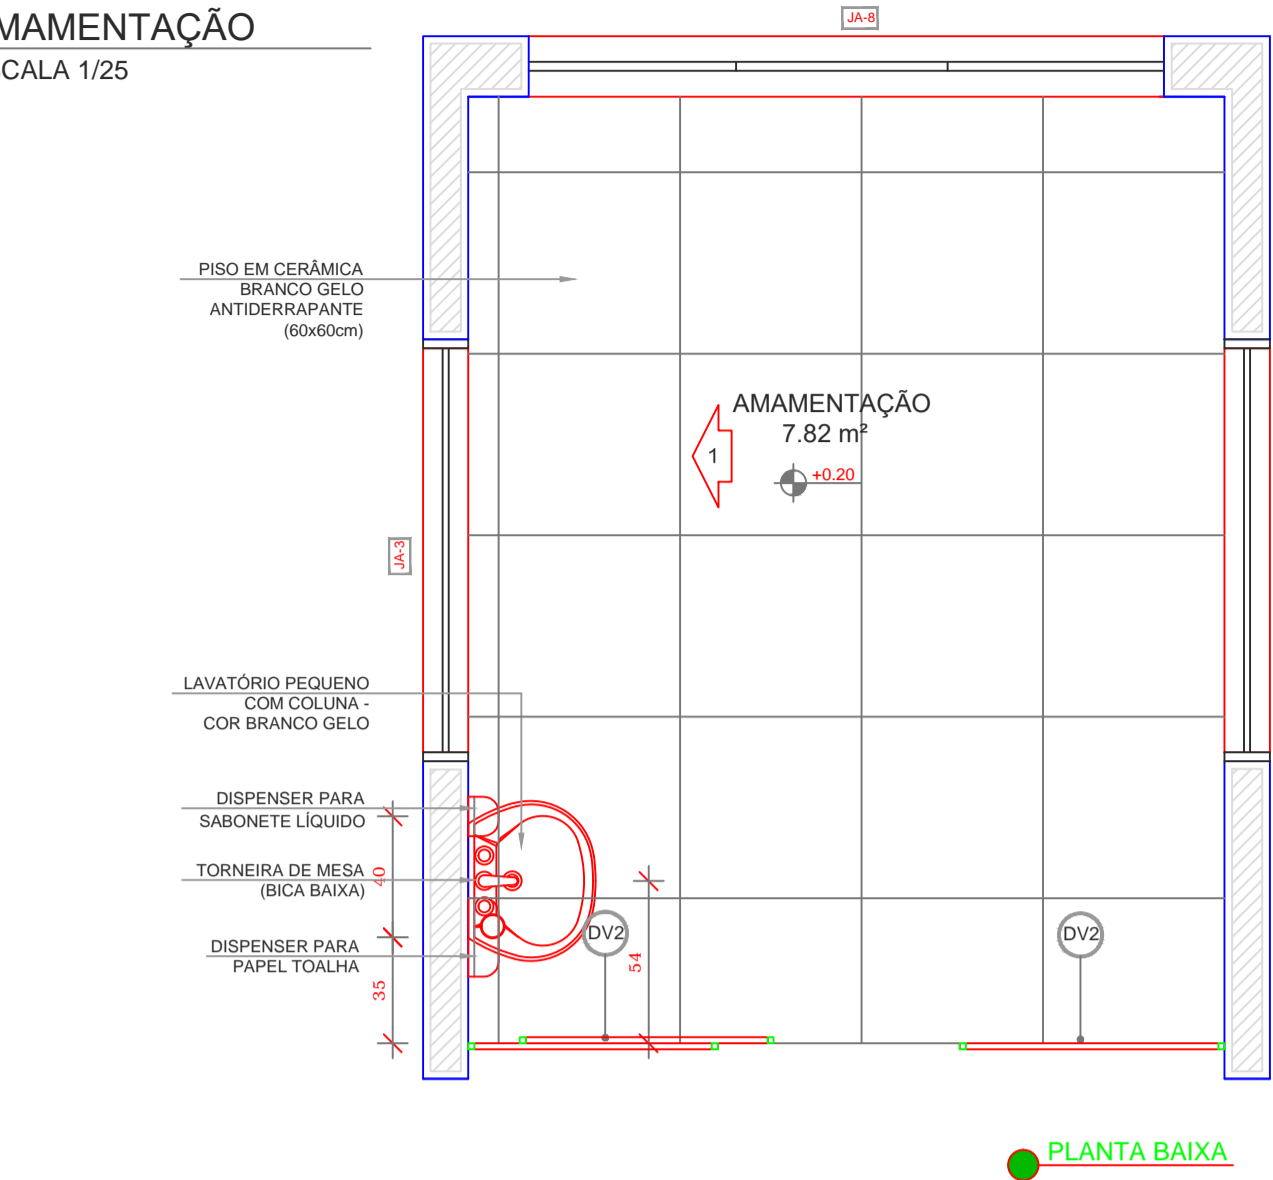 MAMENTAÇÃO
CALA 1/25
JA-8
PISO EM CERÂMICA
BRANCO GELO
ANTIDERRAPANTE
(60x60cm)
AMAMENTAÇÃO
7.82 m²
1
+0.20
JA-3
LAVATÓRIO PEQUENO
COM COLUNA -
COR BRANCO GELO
DISPENSER PARA
SABONETE LÍQUIDO
TORNEIRA DE MESA
(BICA BAIXA)
40
DISPENSER PARA
PAPEL TOALHA
35
54
DV2
DV2
PLANTA BAIXA